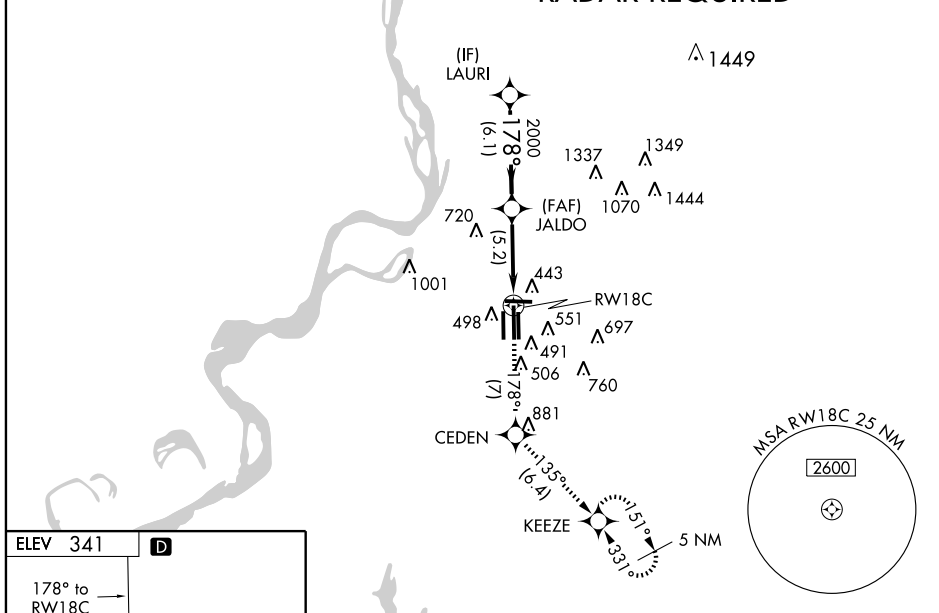 RADAR REQUIRED
1449
(IF)
LAURI
2000
178°
(6.1)
1337
1349
1070
1444
(FAF)
JALDO
720
(5.2)
1001
443
RW18C
498
551
697
491
506
760
178°
(7)
881
CEDEN
135°
(6.4)
KEEZE
151°
331°
5 NM
MSA RW18C 25 NM
2600
ELEV 341
D
178° to
RW18C